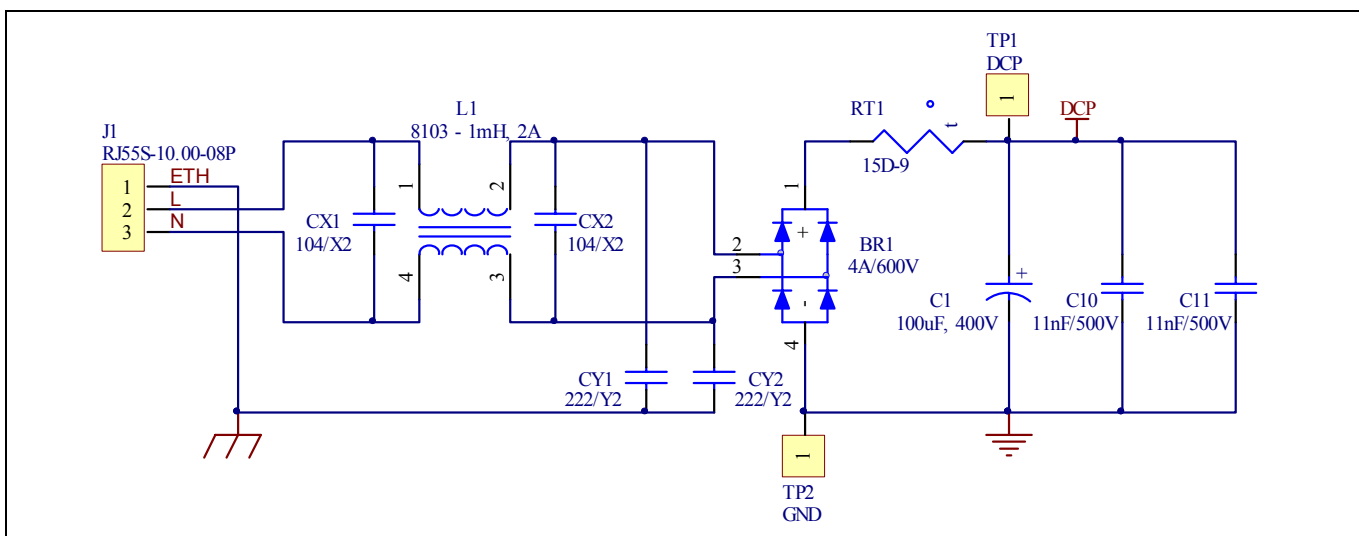 J1
RJ55S-10.00-08P
1
2
3
ETH
L
N
CX1
104/X2
L1
8103 - 1mH, 2A
1
2
4
3
CX2
104/X2
CY1
222/Y2
CY2
222/Y2
2
3
1
4
+
-
BR1
4A/600V
RT1
t
15D-9
TP1
DCP
1
DCP
+
C1
100uF, 400V
C10
11nF/500V
C11
11nF/500V
1
TP2
GND